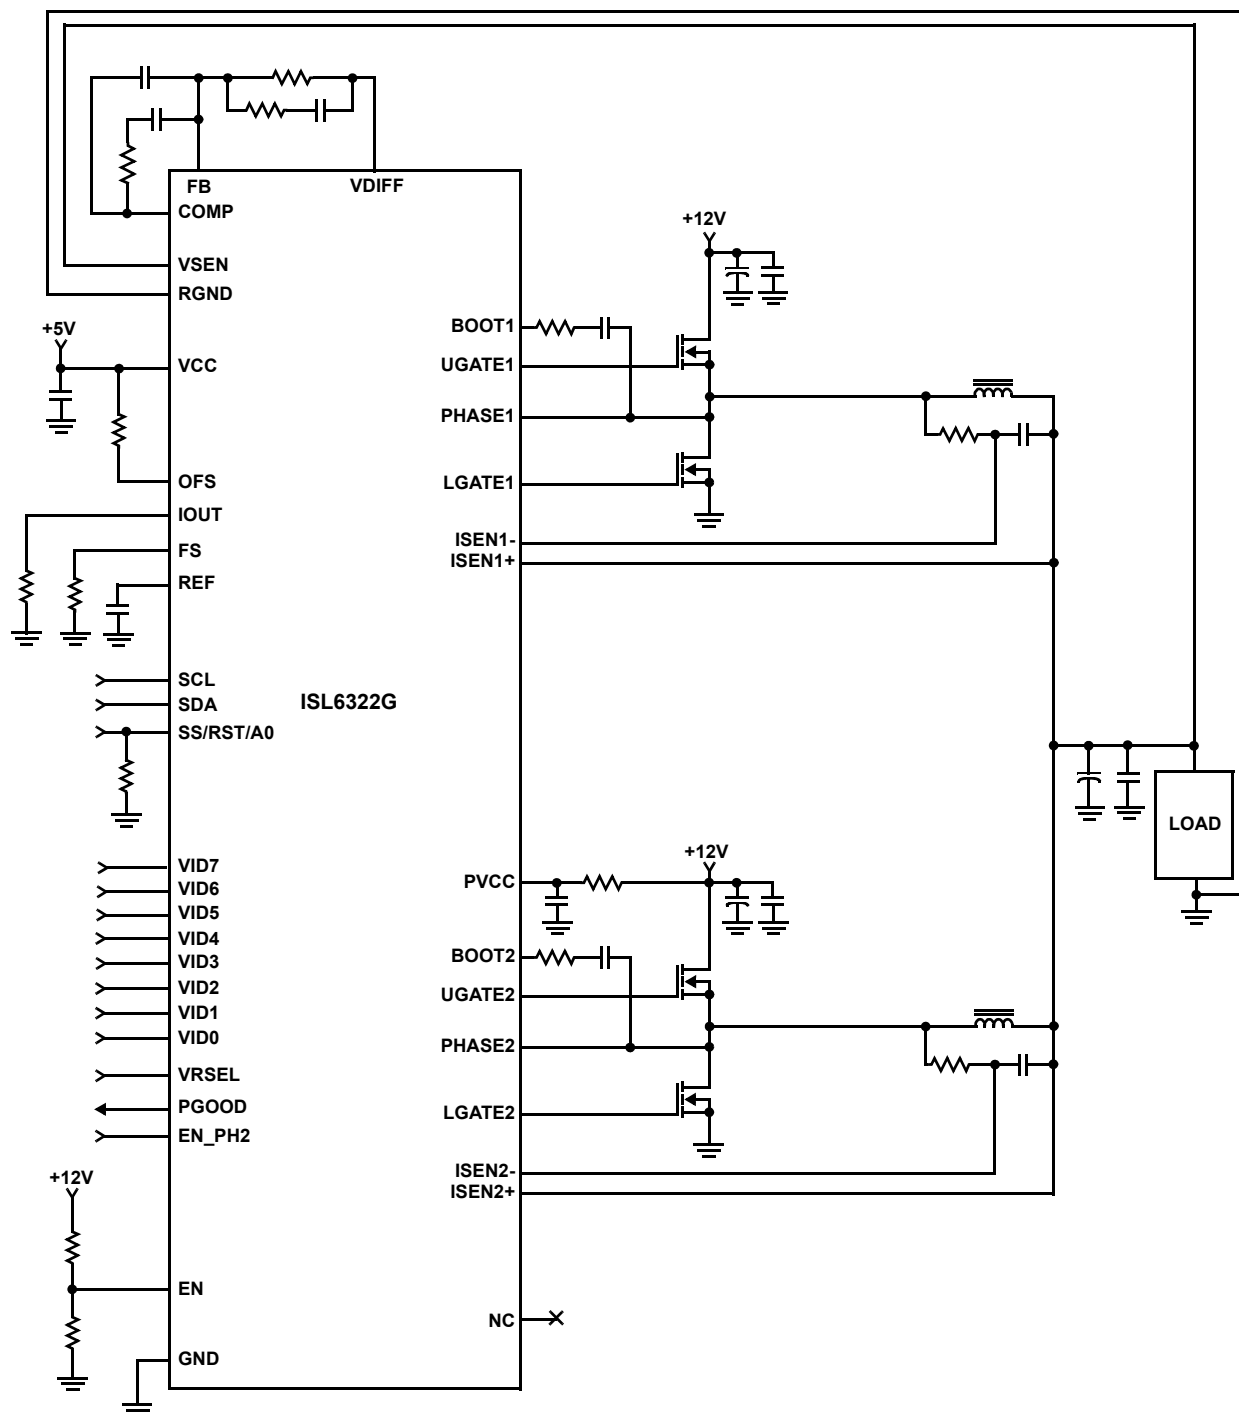 FB
VDIFF
COMP
VSEN
RGND
+5V
VCC
OFS
IOUT
FS
REF
SCL
SDA
SS/RST/A0
VID7
VID6
VID5
VID4
VID3
VID2
VID1
VID0
VRSEL
PGOOD
EN_PH2
+12V
EN
GND
ISL6322G
+12V
BOOT1
UGATE1
PHASE1
LGATE1
ISEN1-
ISEN1+
+12V
PVCC
BOOT2
UGATE2
PHASE2
LGATE2
ISEN2-
ISEN2+
NC
LOAD